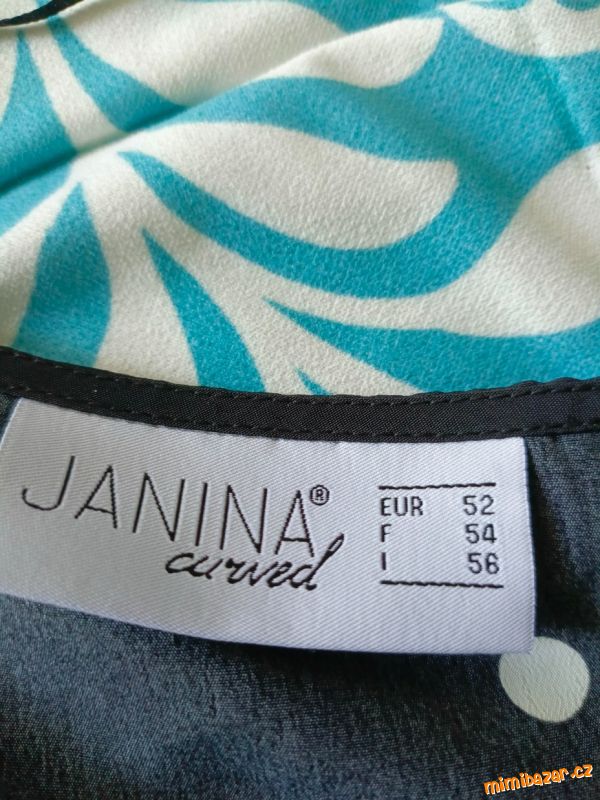 JANINA®
curved
EUR 52
F 54
I 56
mimibazar.cz